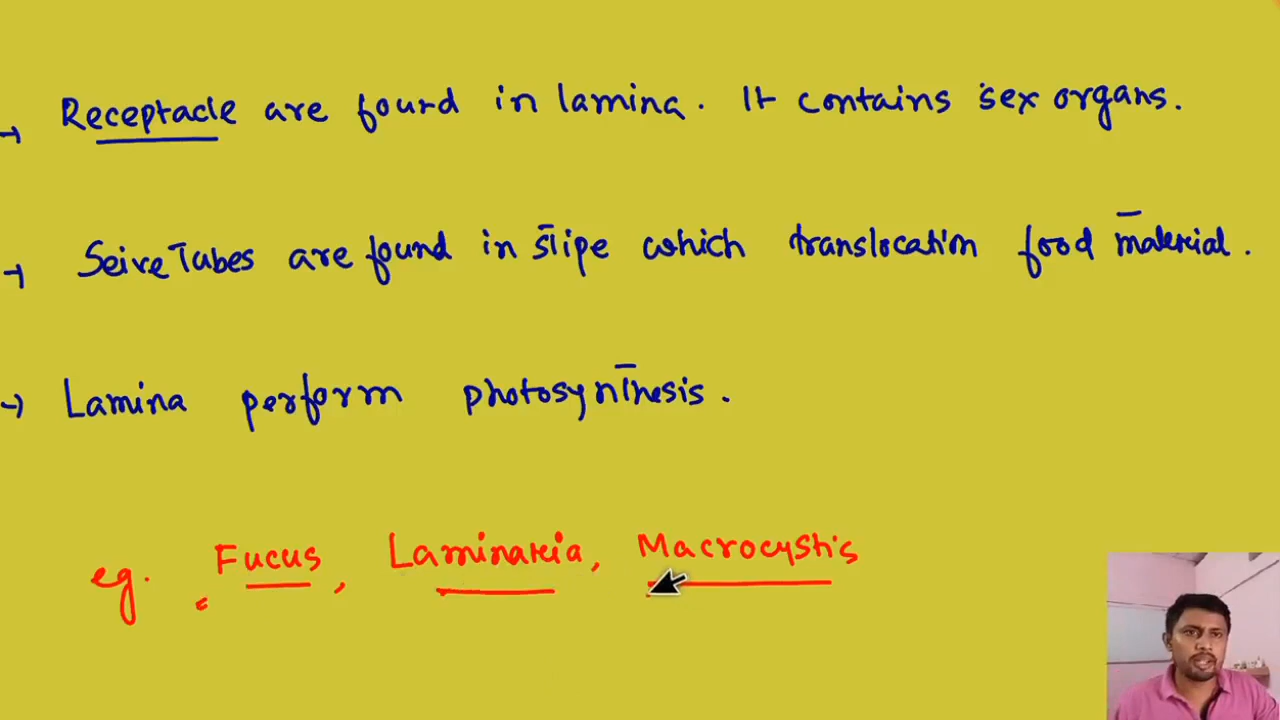 → Receptacle are found in lamina. It contains sex organs.
→ Seive Tubes are found in stipe which translocation food material.
→ Lamina perform photosynthesis.
eg. Fucus, Laminareia, Macrocystis